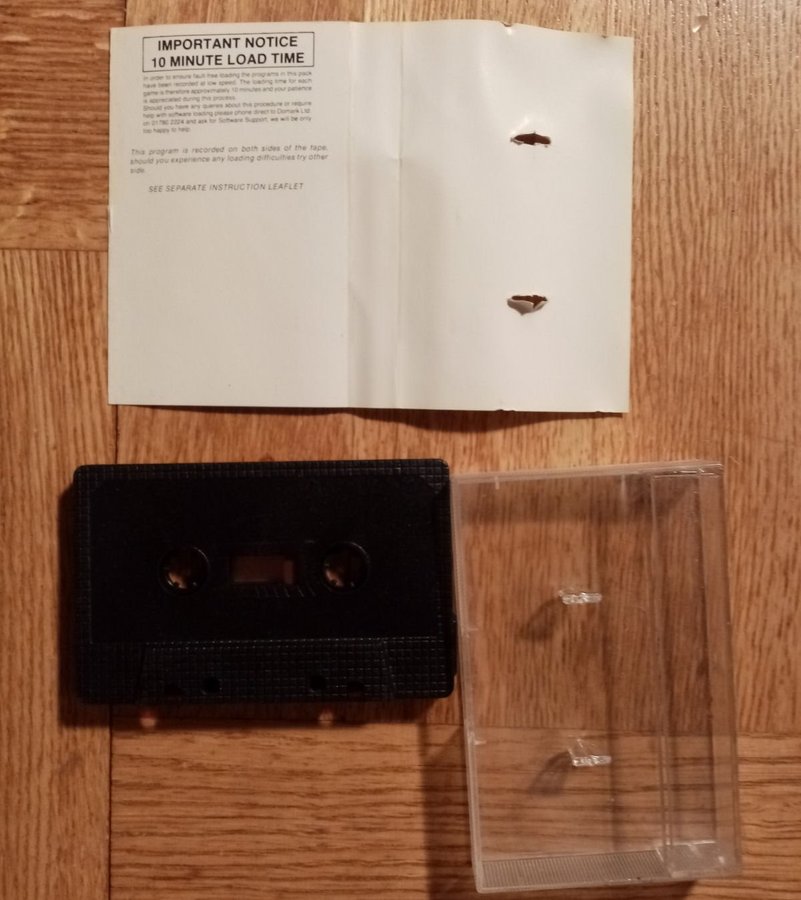 IMPORTANT NOTICE
10 MINUTE LOAD TIME
In order to ensure fault free loading the programs in this pack
have been recorded at low speed. The loading time for each
game is therefore approximately 10 minutes and your patience
is appreciated during this process.
Should you have any queries about this procedure or require
help with software loading please phone direct to Domark Ltd.
on 01780 2224 and ask for Software Support, we will be only
too happy to help.
This program is recorded on both sides of the tape,
should you experience any loading difficulties try other
side.
SEE SEPARATE INSTRUCTION LEAFLET